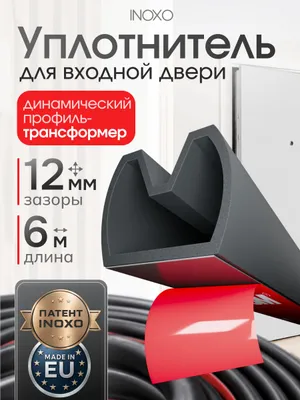 INOXO
Уплотнитель
для входной двери
динамический
профиль-
трансформер
12 мм
зазоры
6 м
длина
ПАТЕНТ
INOXO
MADE IN
EU